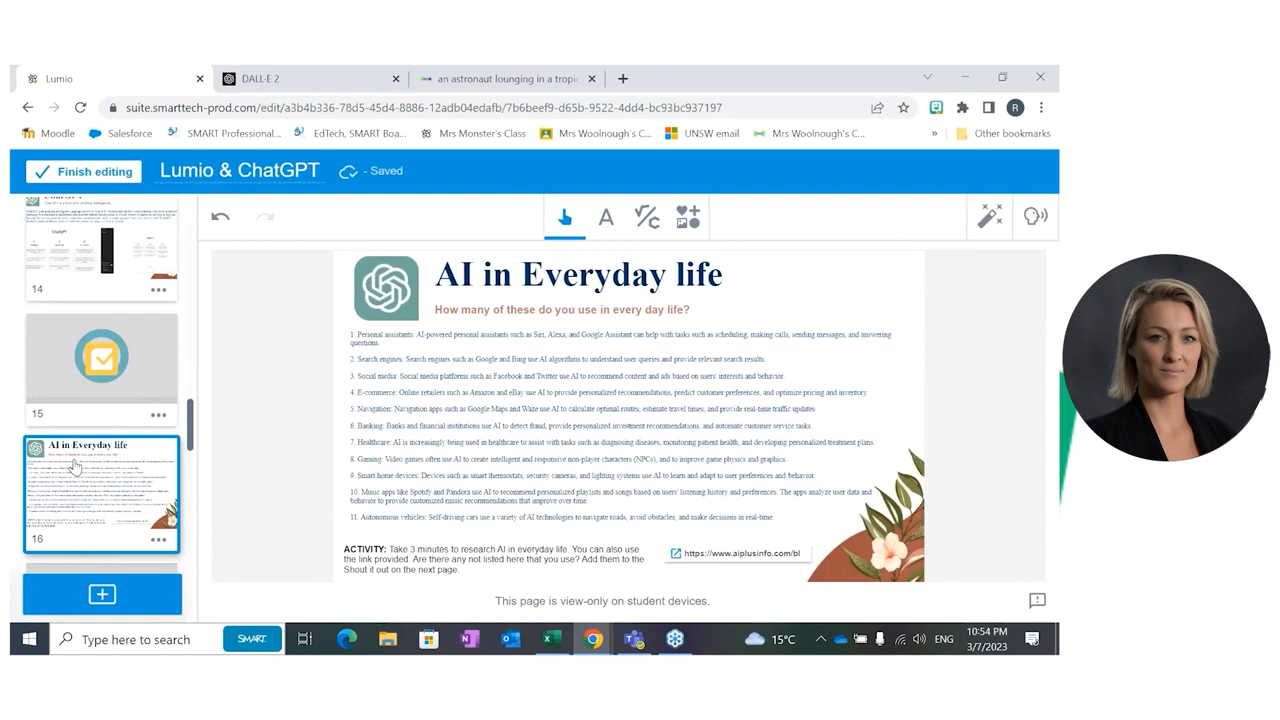 Lumio
DALL·E 2
an astronaut lounging in a tropic
suite.smarttech-prod.com/edit/a3b4b336-78d5-45d4-8886-12adb04edafb/7b6beef9-d65b-9522-4dd4-bc93bc937197
R
Moodle
Salesforce
SMART Professional...
EdTech, SMART Boa...
Mrs Monster's Class
Mrs Woolnough's C...
UNSW email
Mrs Woolnough's C...
»
Other bookmarks
Finish editing
Lumio & ChatGPT
- Saved
14
15
AI in Everyday life
16
AI in Everyday life
How many of these do you use in every day life?
1. Personal assistants: AI-powered personal assistants such as Siri, Alexa, and Google Assistant can help with tasks such as scheduling, making calls, sending messages, and answering
questions.
2. Search engines: Search engines such as Google and Bing use AI algorithms to understand user queries and provide relevant search results.
3. Social media: Social media platforms such as Facebook and Twitter use AI to recommend content and ads based on users' interests and behavior.
4. E-commerce: Online retailers such as Amazon and eBay use AI to provide personalized recommendations, predict customer preferences, and optimize pricing and inventory.
5. Navigation: Navigation apps such as Google Maps and Waze use AI to calculate optimal routes, estimate travel times, and provide real-time traffic updates
6. Banking: Banks and financial institutions use AI to detect fraud, provide personalized investment recommendations, and automate customer service tasks.
7. Healthcare: AI is increasingly being used in healthcare to assist with tasks such as diagnosing diseases, monitoring patient health, and developing personalized treatment plans.
8. Gaming: Video games often use AI to create intelligent and responsive non-player characters (NPCs), and to improve game physics and graphics.
9. Smart home devices: Devices such as smart thermostats, security cameras, and lighting systems use AI to learn and adapt to user preferences and behavior.
10. Music apps like Spotify and Pandora use AI to recommend personalized playlists and songs based on users' listening history and preferences. The apps analyze user data and
behavior to provide customized music recommendations that improve over time.
11. Autonomous vehicles: Self-driving cars use a variety of AI technologies to navigate roads, avoid obstacles, and make decisions in real-time.
ACTIVITY: Take 3 minutes to research AI in everyday life. You can also use
the link provided. Are there any not listed here that you use? Add them to the
Shout it out on the next page.
https://www.aiplusinfo.com/bl
This page is view-only on student devices.
Type here to search
SMART
15°C
ENG
10:54 PM
3/7/2023